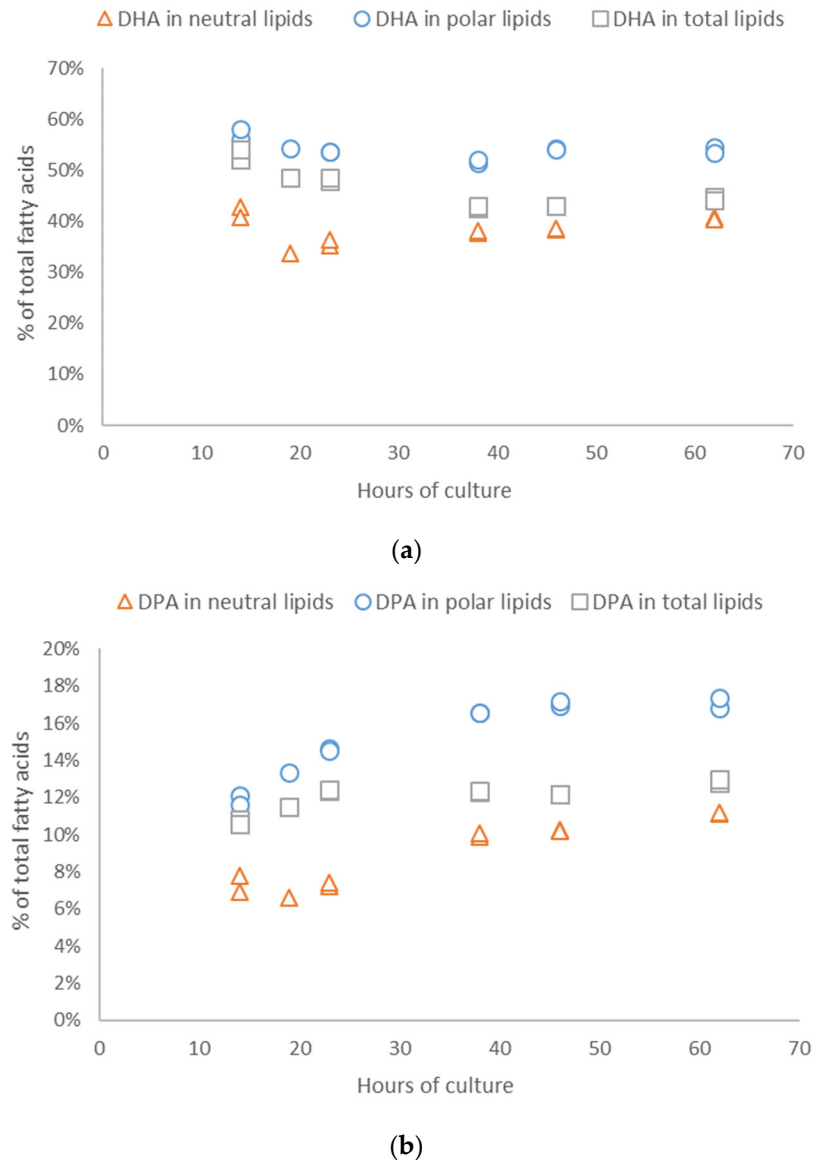 DHA in neutral lipids DHA in polar lipids DHA in total lipids
70%
60%
50%
40%
30%
20%
10%
0%
% of total fatty acids
0 10 20 30 40 50 60 70
Hours of culture
(a)
DPA in neutral lipids DPA in polar lipids DPA in total lipids
20%
18%
16%
14%
12%
10%
8%
6%
4%
2%
0%
% of total fatty acids
0 10 20 30 40 50 60 70
Hours of culture
(b)